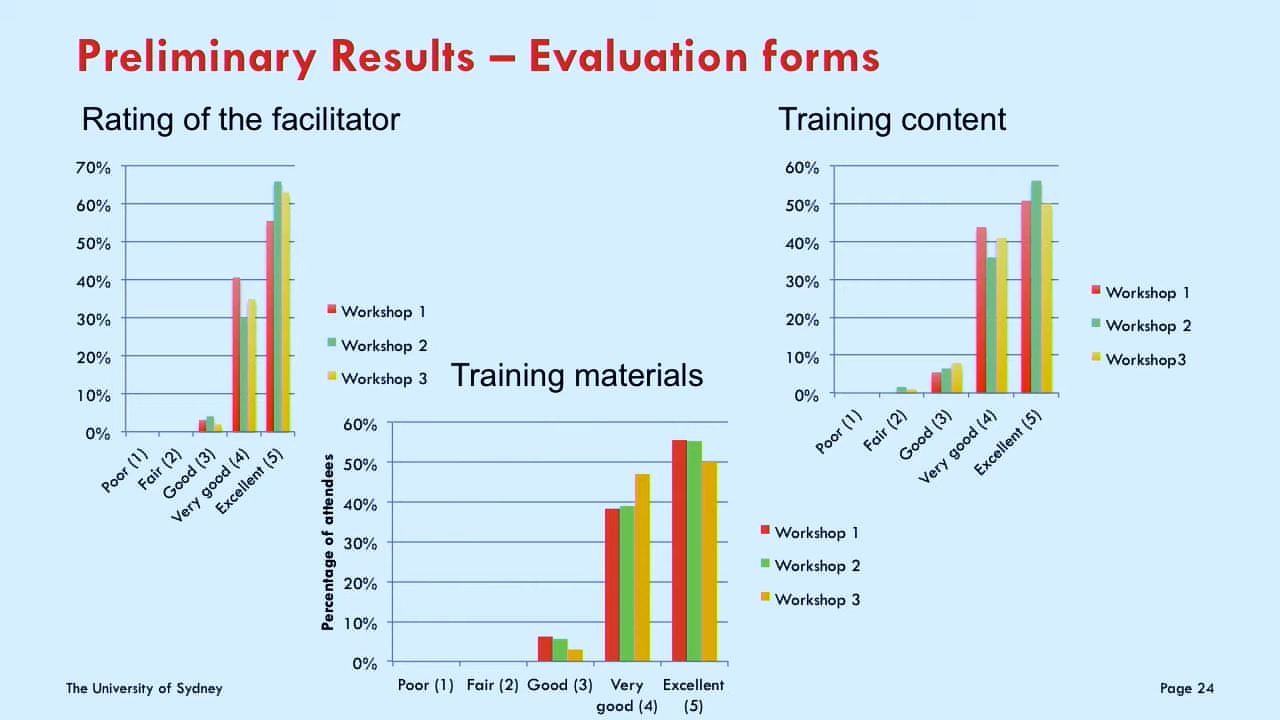 Preliminary Results – Evaluation forms
Rating of the facilitator
70%
60%
50%
40%
30%
20%
10%
0%
Poor (1)
Fair (2)
Good (3)
Very good (4)
Excellent (5)
Workshop 1
Workshop 2
Workshop 3
Training content
60%
50%
40%
30%
20%
10%
0%
Poor (1)
Fair (2)
Good (3)
Very good (4)
Excellent (5)
Workshop 1
Workshop 2
Workshop3
Training materials
Percentage of attendees
60%
50%
40%
30%
20%
10%
0%
Poor (1)
Fair (2)
Good (3)
Very
good (4)
Excellent
(5)
Workshop 1
Workshop 2
Workshop 3
The University of Sydney
Page 24